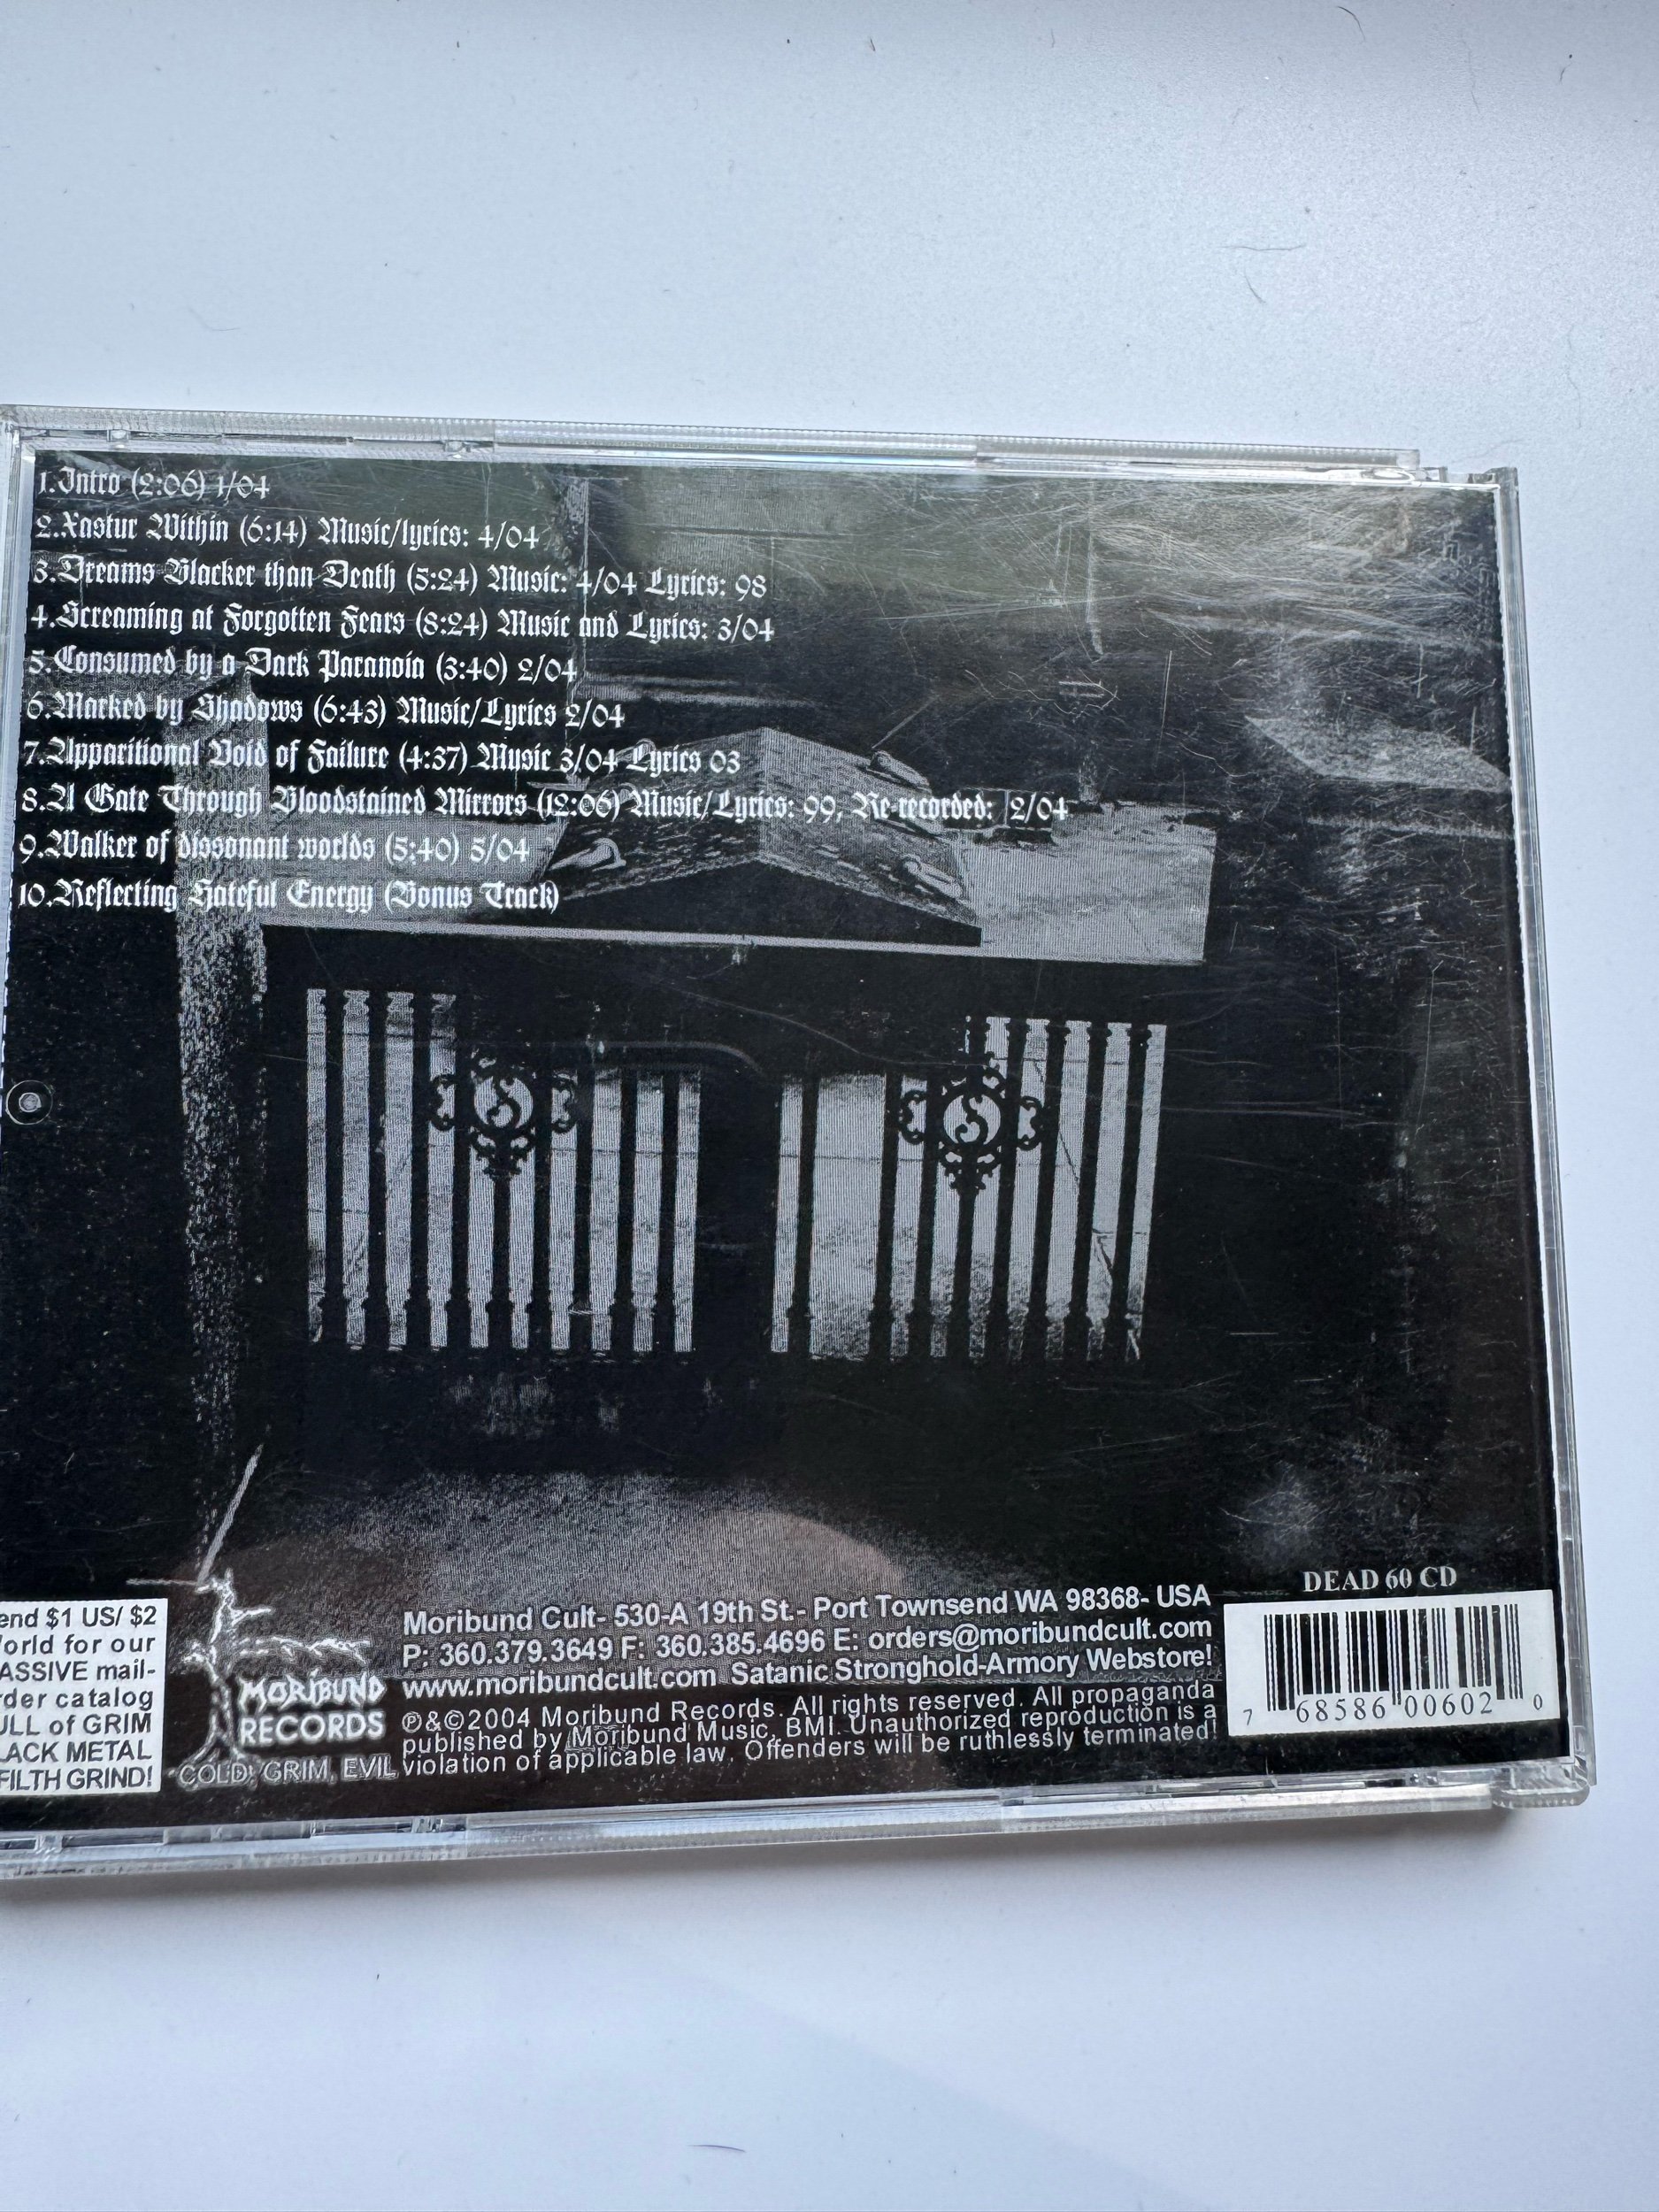 1.Intro (2:06) 1/04
2.Xastur Within (6:14) Music/lyrics: 4/04
3.Dreams Blacker than Death (5:24) Music: 4/04 Lyrics: 98
4.Screaming at Forgotten Fears (8:24) Music and Lyrics: 3/04
5.Consumed by a Dark Paranoia (3:40) 2/04
6.Marked by Shadows (6:43) Music/Lyrics 2/04
7.Apparitional Void of Failure (4:37) Music 3/04 Lyrics 03
8.A Gate Through Bloodstained Mirrors (12:06) Music/Lyrics: 99, Re-recorded: 2/04
9.Walker of dissonant worlds (5:40) 5/04
10.Reflecting Hateful Energy (Bonus Track)
end $1 US/ $2
orld for our
ASSIVE mail-
rder catalog
ULL of GRIM
LACK METAL
FILTH GRIND!
MORIBUND
RECORDS
COLD, GRIM, EVIL
Moribund Cult- 530-A 19th St.- Port Townsend WA 98368- USA
P: 360.379.3649 F: 360.385.4696 E: orders@moribundcult.com
www.moribundcult.com Satanic Stronghold-Armory Webstore!
℗&©2004 Moribund Records. All rights reserved. All propaganda
published by Moribund Music, BMI. Unauthorized reproduction is a
violation of applicable law. Offenders will be ruthlessly terminated!
DEAD 60 CD
7 68586 00602 0